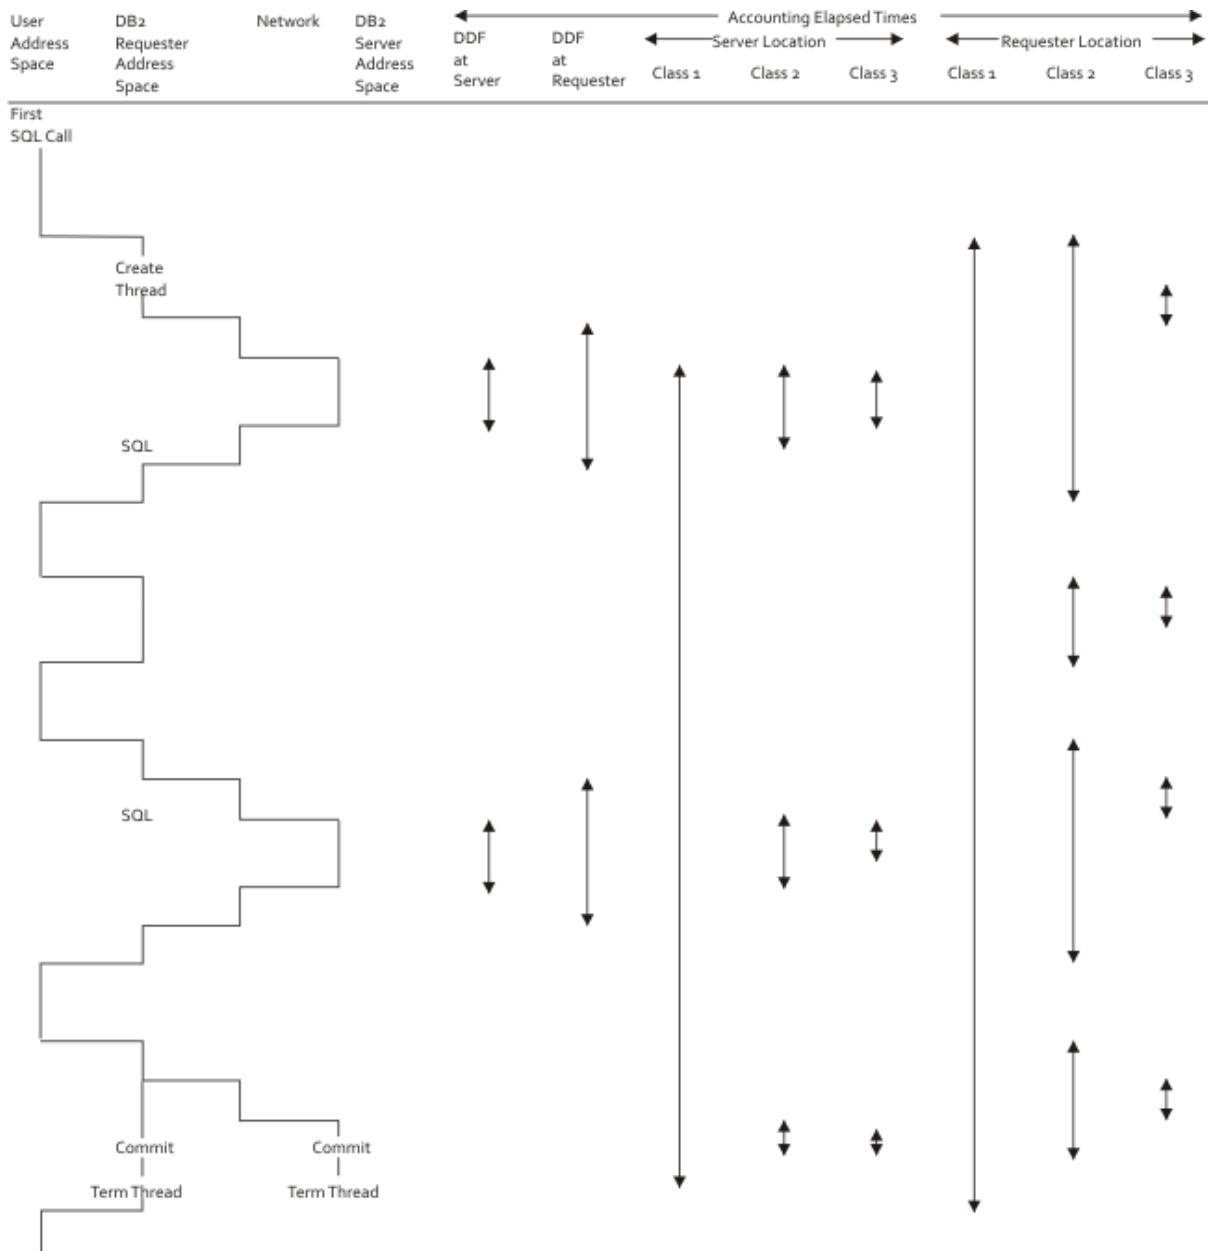 User
Address
Space
DB2
Requester
Address
Space
Network
DB2
Server
Address
Space
Accounting Elapsed Times
DDF
at
Server
DDF
at
Requester
Server Location
Class 1
Class 2
Class 3
Requester Location
Class 1
Class 2
Class 3
First
SQL Call
Create
Thread
SQL
SQL
Commit
Commit
Term Thread
Term Thread